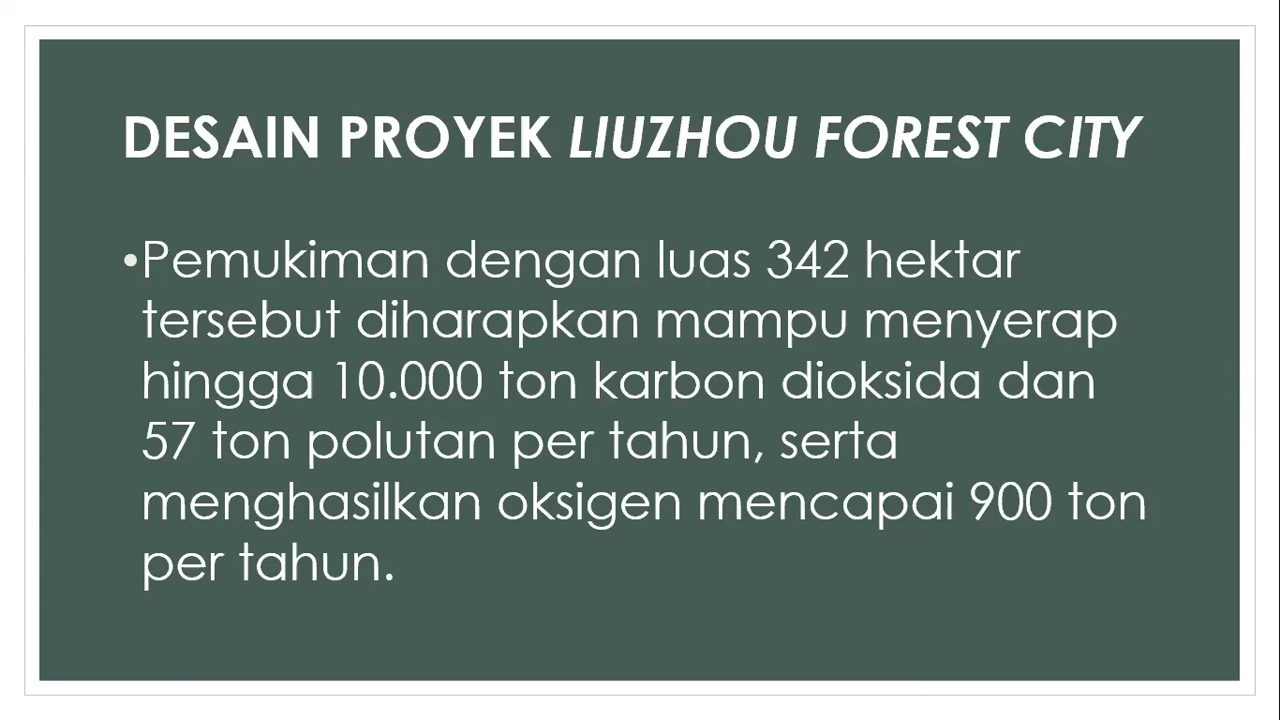 DESAIN PROYEK LIUZHOU FOREST CITY
•Pemukiman dengan luas 342 hektar
tersebut diharapkan mampu menyerap
hingga 10.000 ton karbon dioksida dan
57 ton polutan per tahun, serta
menghasilkan oksigen mencapai 900 ton
per tahun.